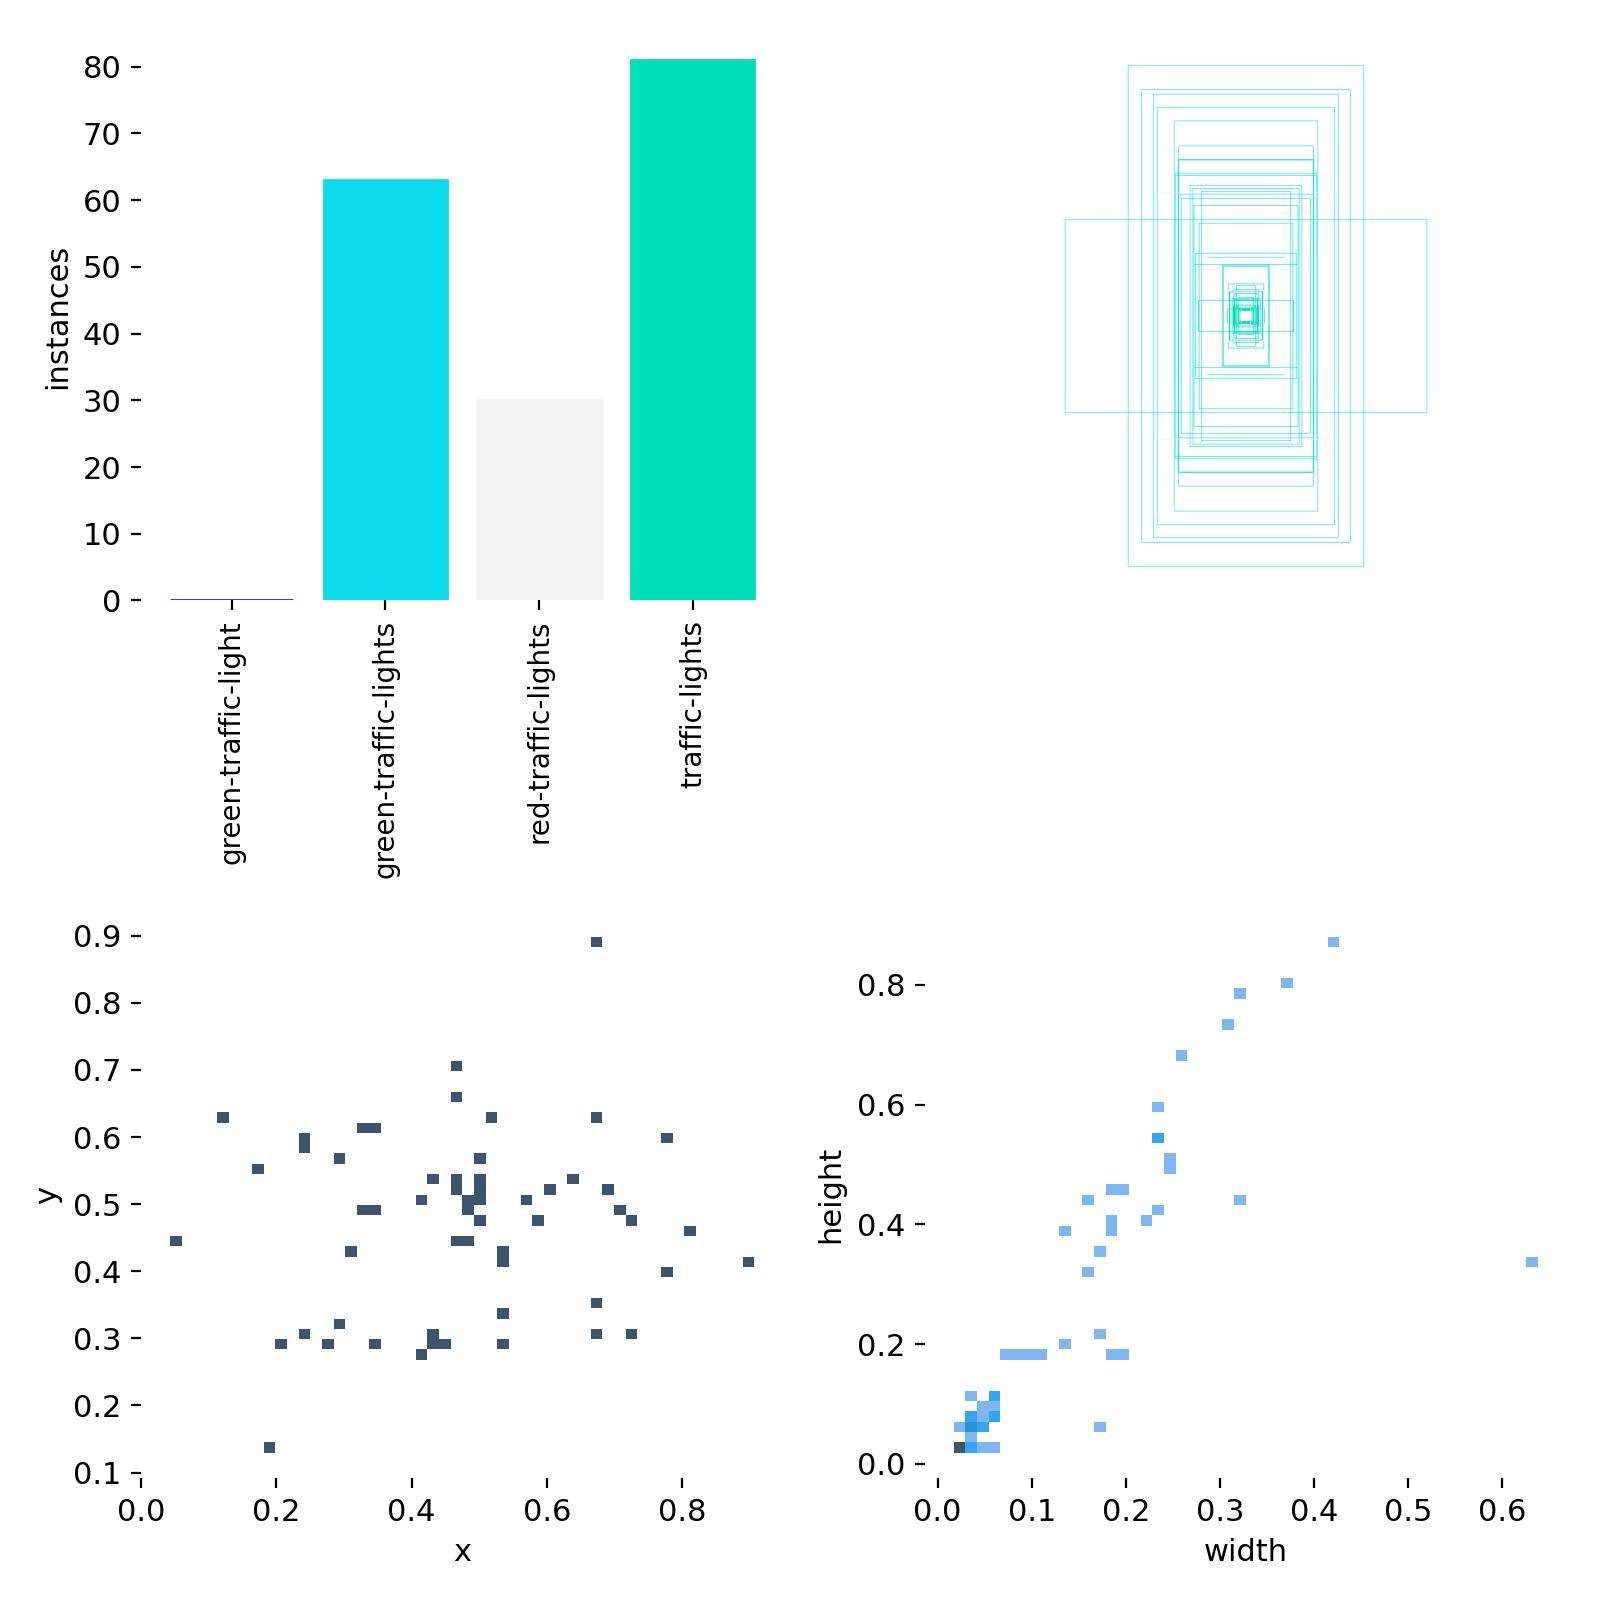 80
70
60
50
40
30
20
10
0
instances
green-traffic-light
green-traffic-lights
red-traffic-lights
traffic-lights
0.9
0.8
0.7
0.6
0.5
0.4
0.3
0.2
0.1
y
0.0 0.2 0.4 0.6 0.8
x
0.8
0.6
0.4
0.2
0.0
height
0.0 0.1 0.2 0.3 0.4 0.5 0.6
width